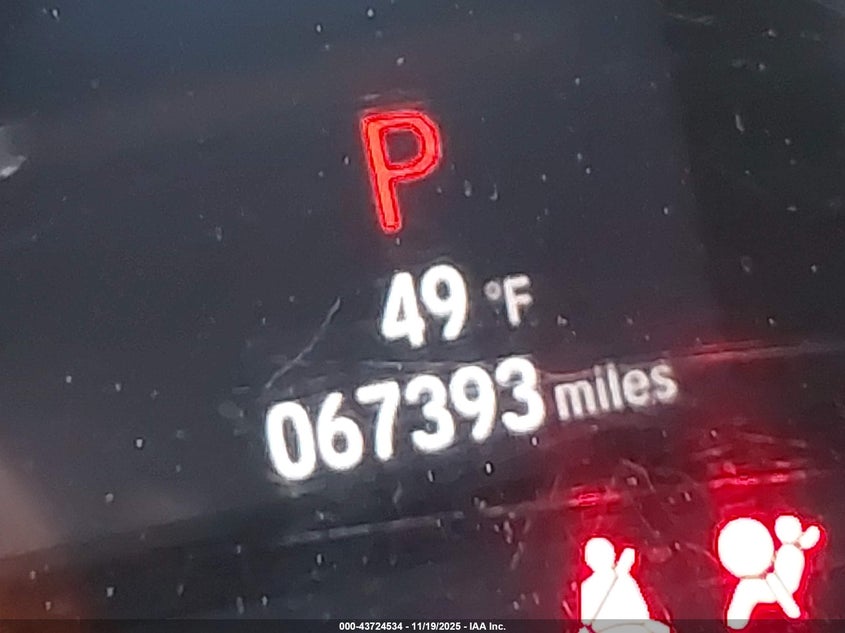 P
49 °F
067393 miles
000-43724534 - 11/19/2025 - IAA Inc.